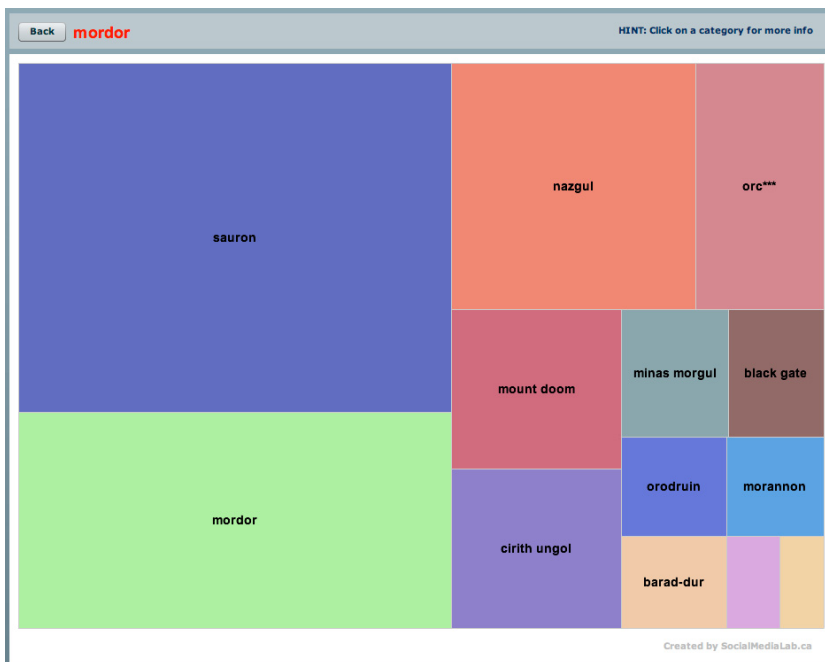 Back
mordor
HINT: Click on a category for more info
sauron
nazgul
orc***
mount doom
minas morgul
black gate
orodruin
morannon
mordor
cirith ungol
barad-dur
Created by SocialMediaLab.ca